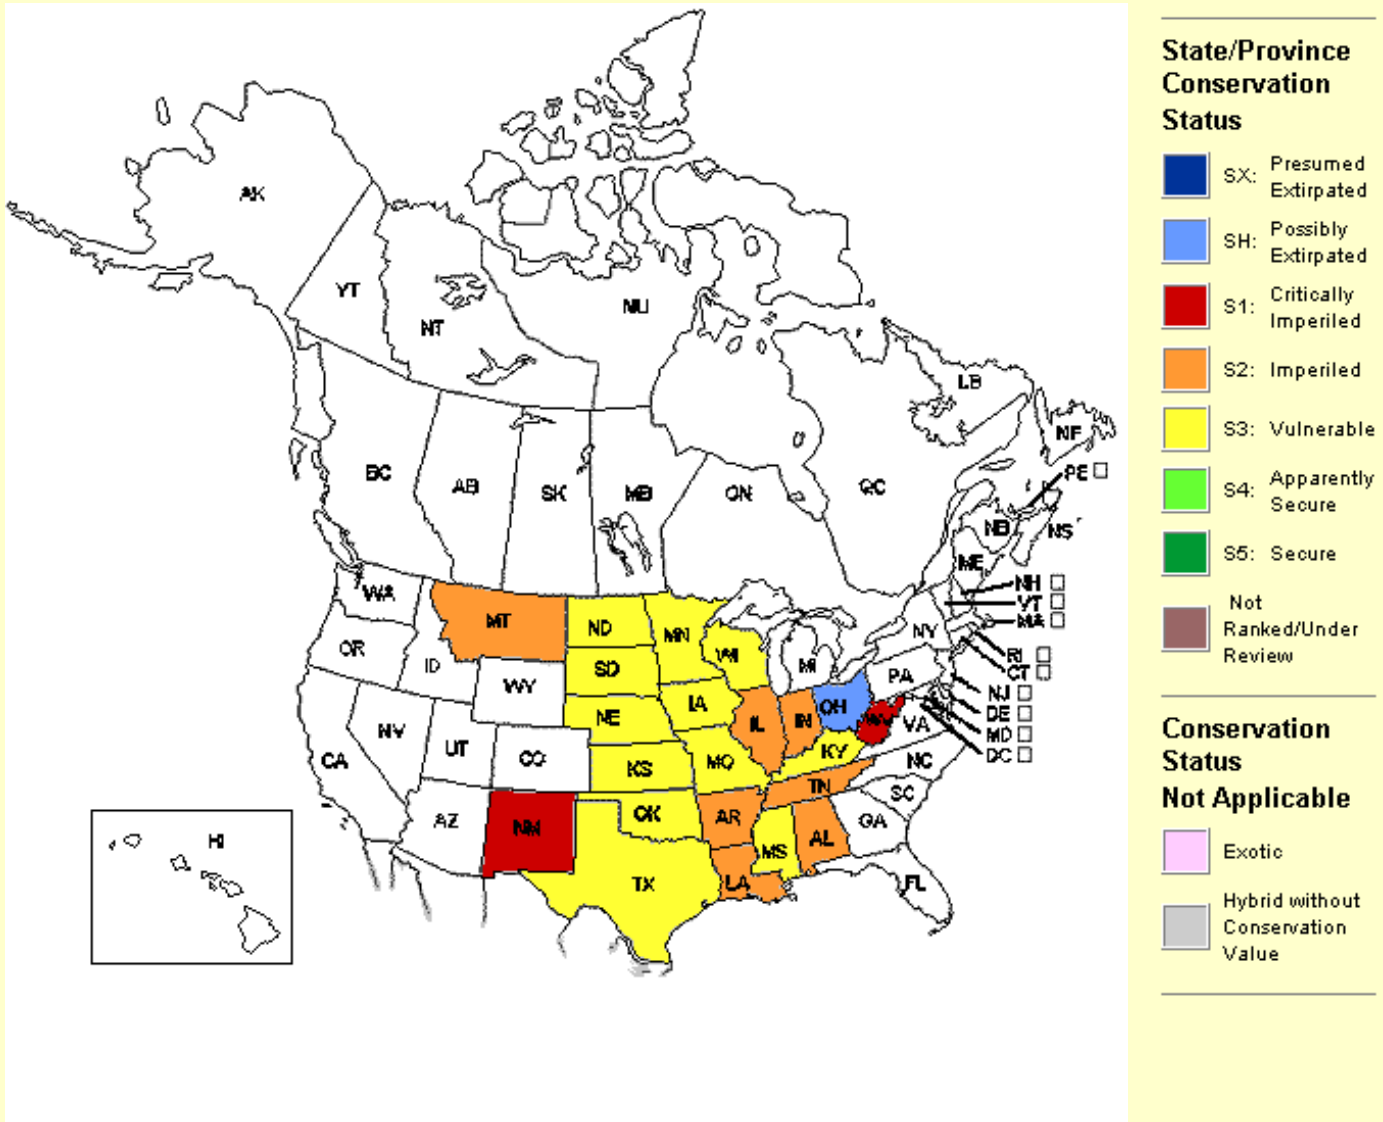 AK
YT
NT
NU
LB
NF
BC
AB
SK
MB
ON
QC
PE
NB
NS
ME
NH
VT
MA
RI
CT
NJ
DE
MD
DC
WA
MT
ND
MN
OR
ID
WY
SD
WI
MI
NY
PA
NE
IA
IL
IN
OH
WV
VA
NV
UT
CO
KS
MO
KY
NC
CA
AZ
NM
OK
AR
TN
SC
TX
LA
MS
AL
GA
FL
HI
State/Province
Conservation
Status
SX: Presumed
Extirpated
SH: Possibly
Extirpated
S1: Critically
Imperiled
S2: Imperiled
S3: Vulnerable
S4: Apparently
Secure
S5: Secure
Not
Ranked/Under
Review
Conservation
Status
Not Applicable
Exotic
Hybrid without
Conservation
Value